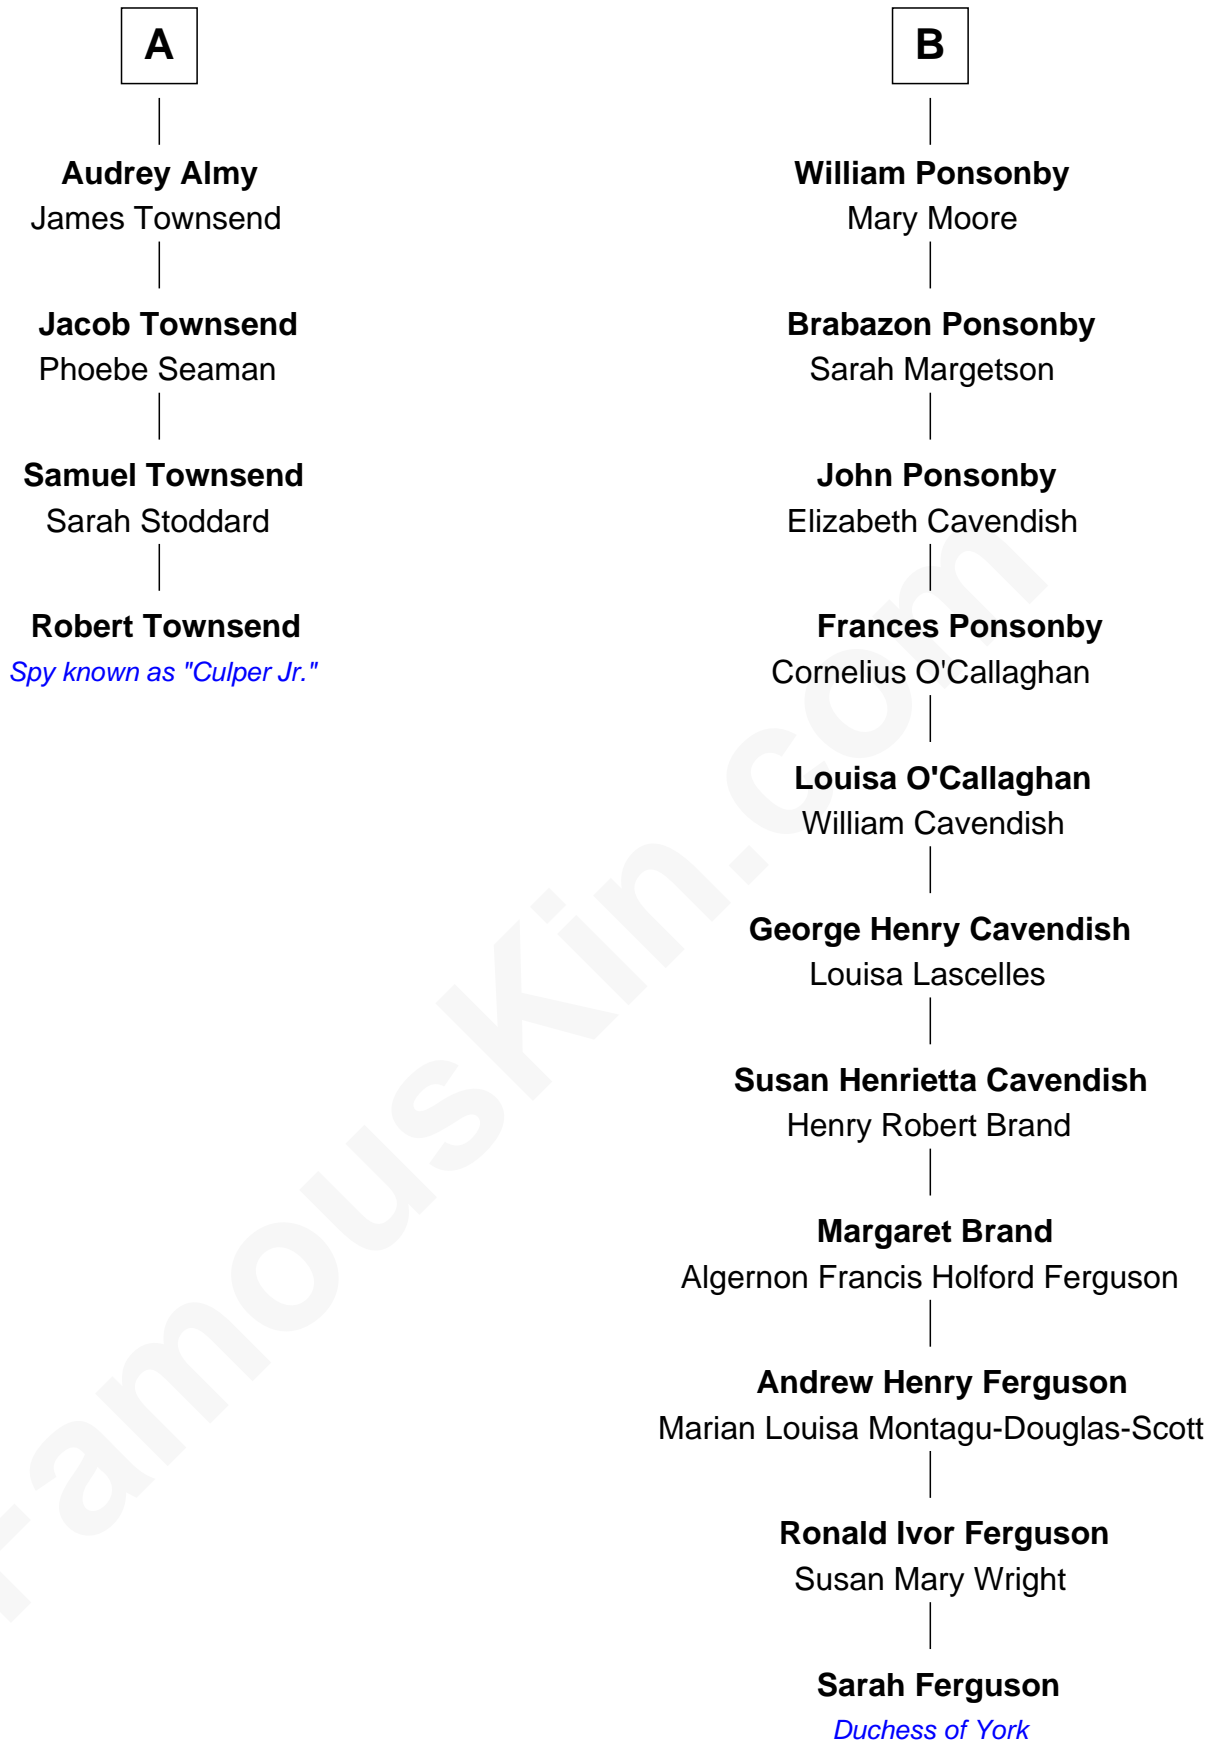 A
Audrey Almy
James Townsend
Jacob Townsend
Phoebe Seaman
Samuel Townsend
Sarah Stoddard
Robert Townsend
Spy known as "Culper Jr."
B
William Ponsonby
Mary Moore
Brabazon Ponsonby
Sarah Margetson
John Ponsonby
Elizabeth Cavendish
Frances Ponsonby
Cornelius O'Callaghan
Louisa O'Callaghan
William Cavendish
George Henry Cavendish
Louisa Lascelles
Susan Henrietta Cavendish
Henry Robert Brand
Margaret Brand
Algernon Francis Holford Ferguson
Andrew Henry Ferguson
Marian Louisa Montagu-Douglas-Scott
Ronald Ivor Ferguson
Susan Mary Wright
Sarah Ferguson
Duchess of York
FamousKin.com